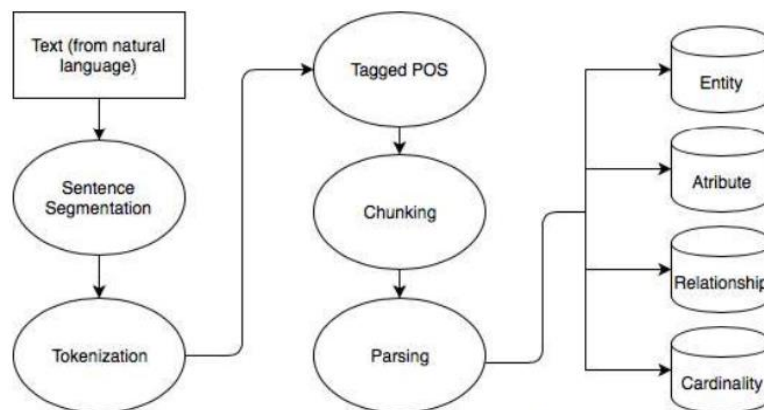 Text (from natural
language)
Sentence
Segmentation
Tokenization
Tagged POS
Chunking
Parsing
Entity
Atribute
Relationship
Cardinality